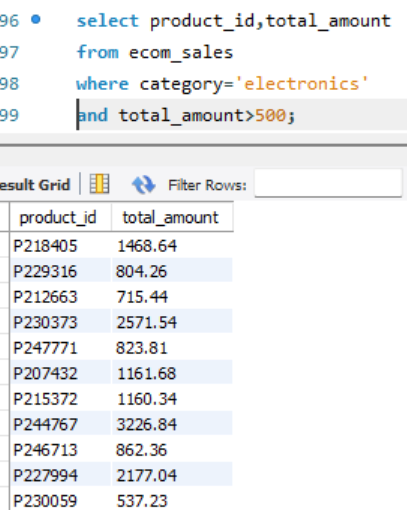 96 select product_id,total_amount
97 from ecom_sales
98 where category='electronics'
99 and total_amount>500;
esult Grid Filter Rows:
product_id total_amount
P218405 1468.64
P229316 804.26
P212663 715.44
P230373 2571.54
P247771 823.81
P207432 1161.68
P215372 1160.34
P244767 3226.84
P246713 862.36
P227994 2177.04
P230059 537.23